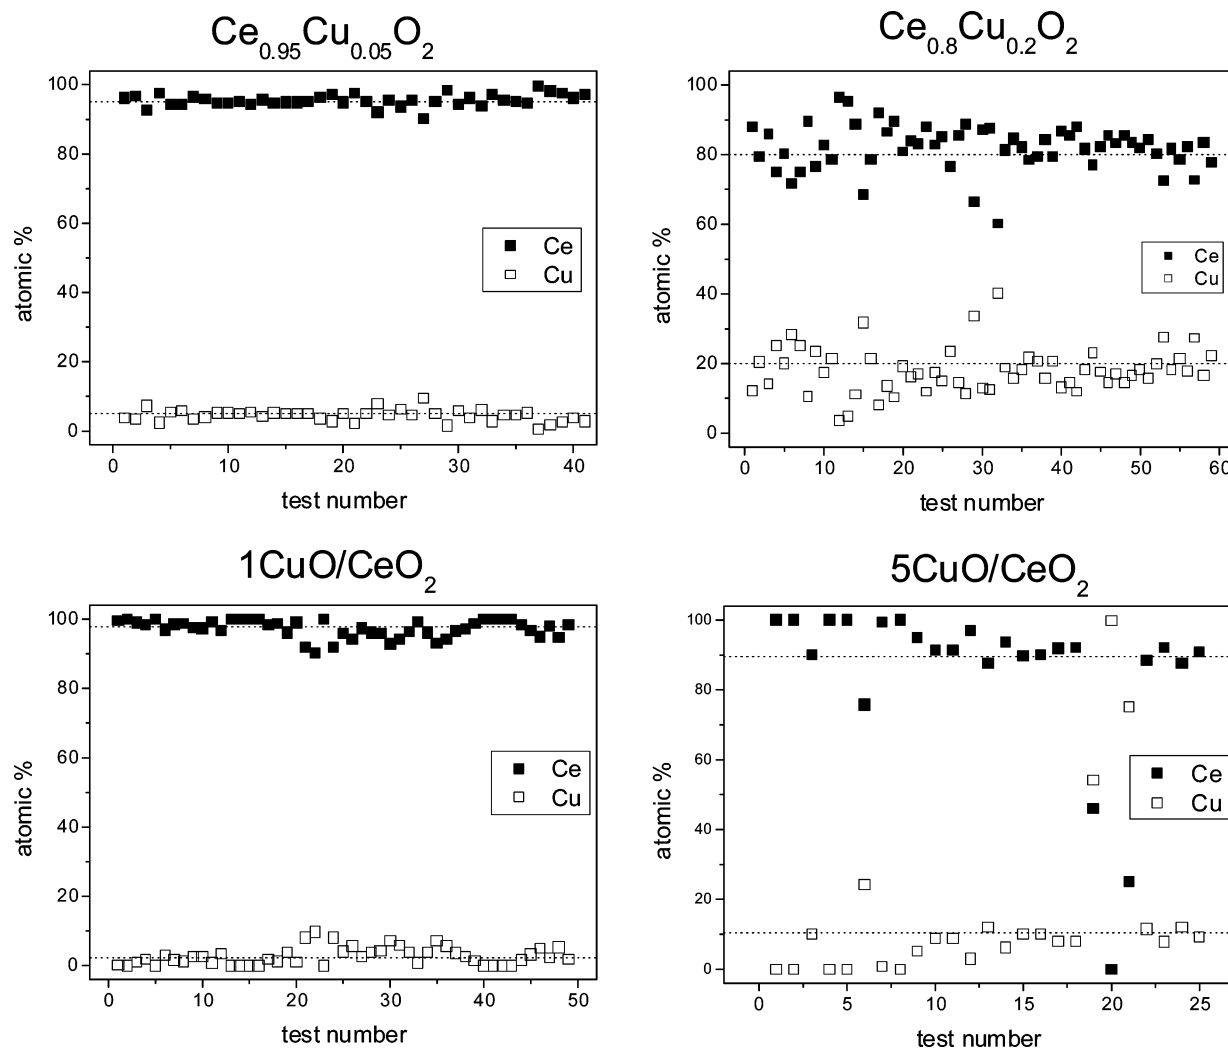 Ce0.95Cu0.05O2
100
80
60
40
20
0
atomic %
Ce
Cu
0 10 20 30 40
test number
Ce0.8Cu0.2O2
100
80
60
40
20
0
atomic %
Ce
Cu
0 10 20 30 40 50 60
test number
1CuO/CeO2
100
80
60
40
20
0
atomic %
Ce
Cu
0 10 20 30 40 50
test number
5CuO/CeO2
100
80
60
40
20
0
atomic %
Ce
Cu
0 5 10 15 20 25
test number